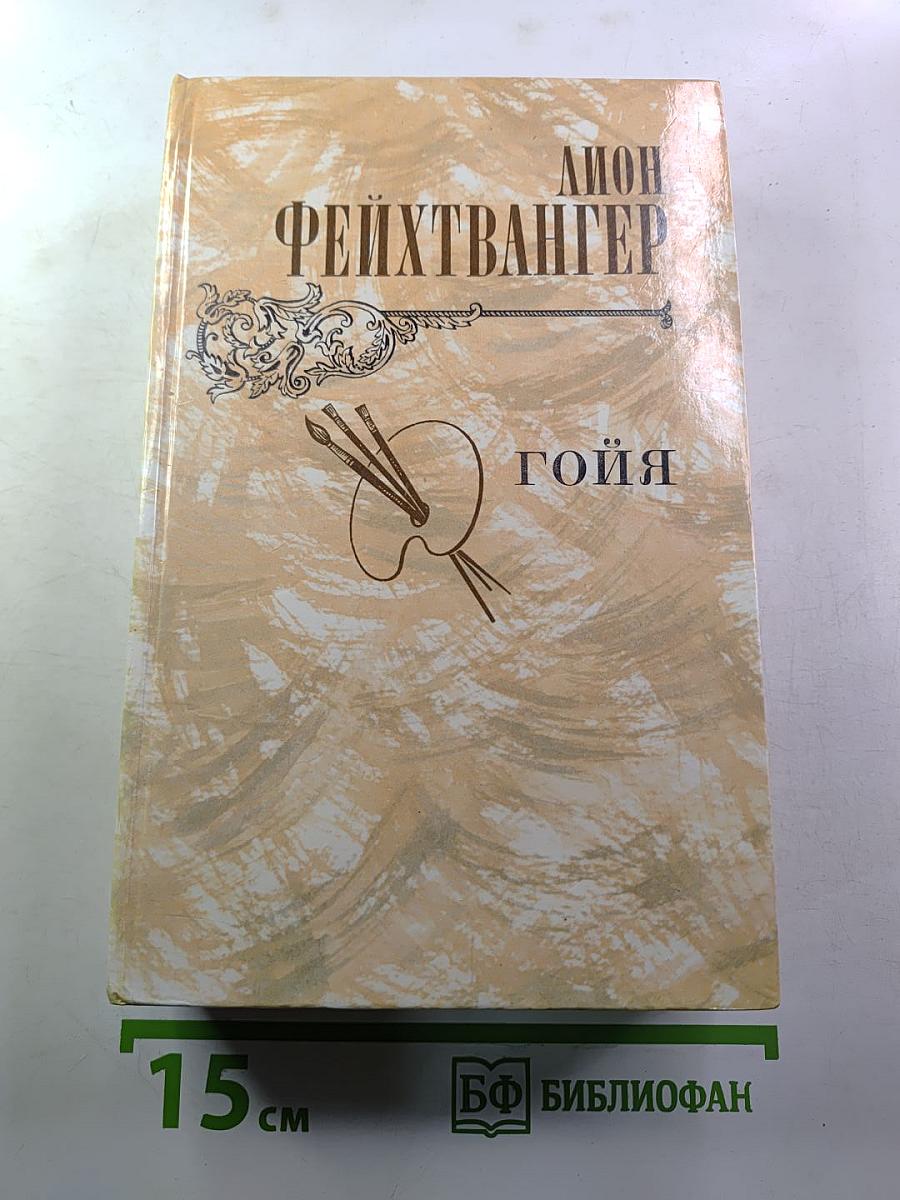 ЛИОН
ФЕЙХТВАНГЕР
ГОЙЯ
15 см
БФ БИБЛИОФАН